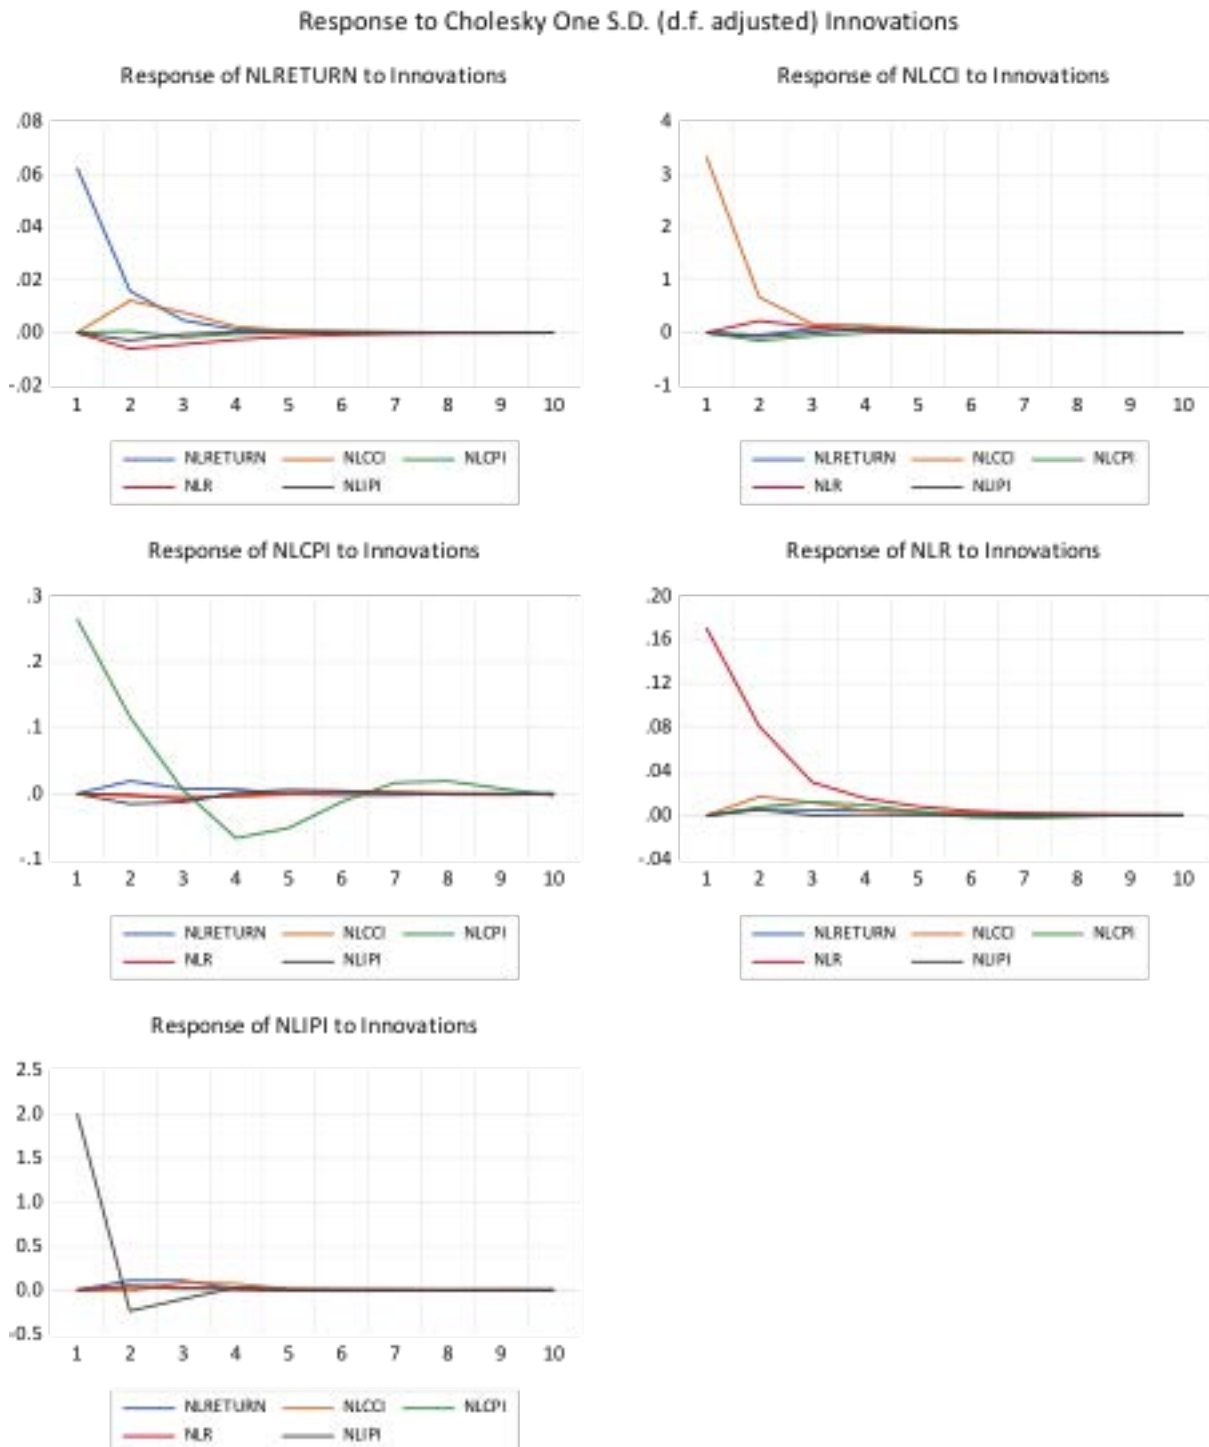 Response to Cholesky One S.D. (d.f. adjusted) Innovations
Response of NLRETURN to Innovations
.08
.06
.04
.02
.00
-.02
1 2 3 4 5 6 7 8 9 10
NLRETURN NLCCI NLCPI
NLR NLIPI
Response of NLCCI to Innovations
4
3
2
1
0
-1
1 2 3 4 5 6 7 8 9 10
NLRETURN NLCCI NLCPI
NLR NLIPI
Response of NLCPI to Innovations
.3
.2
.1
.0
-.1
1 2 3 4 5 6 7 8 9 10
NLRETURN NLCCI NLCPI
NLR NLIPI
Response of NLR to Innovations
.20
.16
.12
.08
.04
.00
-.04
1 2 3 4 5 6 7 8 9 10
NLRETURN NLCCI NLCPI
NLR NLIPI
Response of NLIPI to Innovations
2.5
2.0
1.5
1.0
0.5
0.0
-0.5
1 2 3 4 5 6 7 8 9 10
NLRETURN NLCCI NLCPI
NLR NLIPI